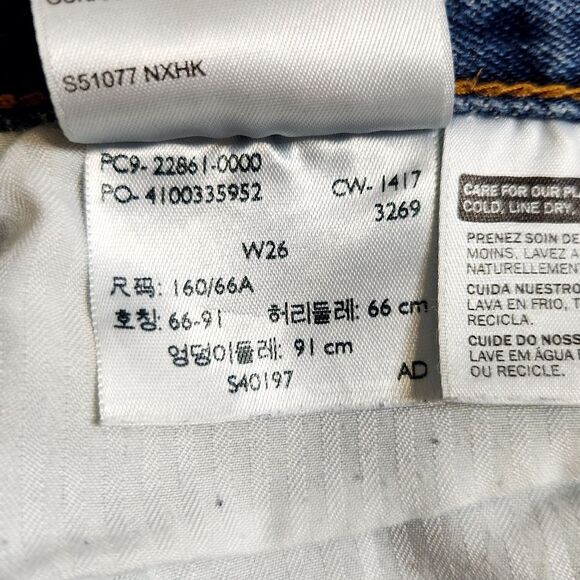 S51077 NXHK
PC9-22861-0000
PO-4100335952
CW-1417
3269
W26
尺码: 160/66A
호칭: 66-91 허리둘레: 66 cm
엉덩이둘레: 91 cm
S40197 AD
CARE FOR OUR
COLD, LINE DRY,
PRENEZ SOIN DE
MOINS, LAVEZ A
NATURELLEMEN
CUIDA NUESTRO
LAVA EN FRIO, T
RECICLA.
CUIDE DO NOSS
LAVE EM ÁGUA
OU RECICLE.